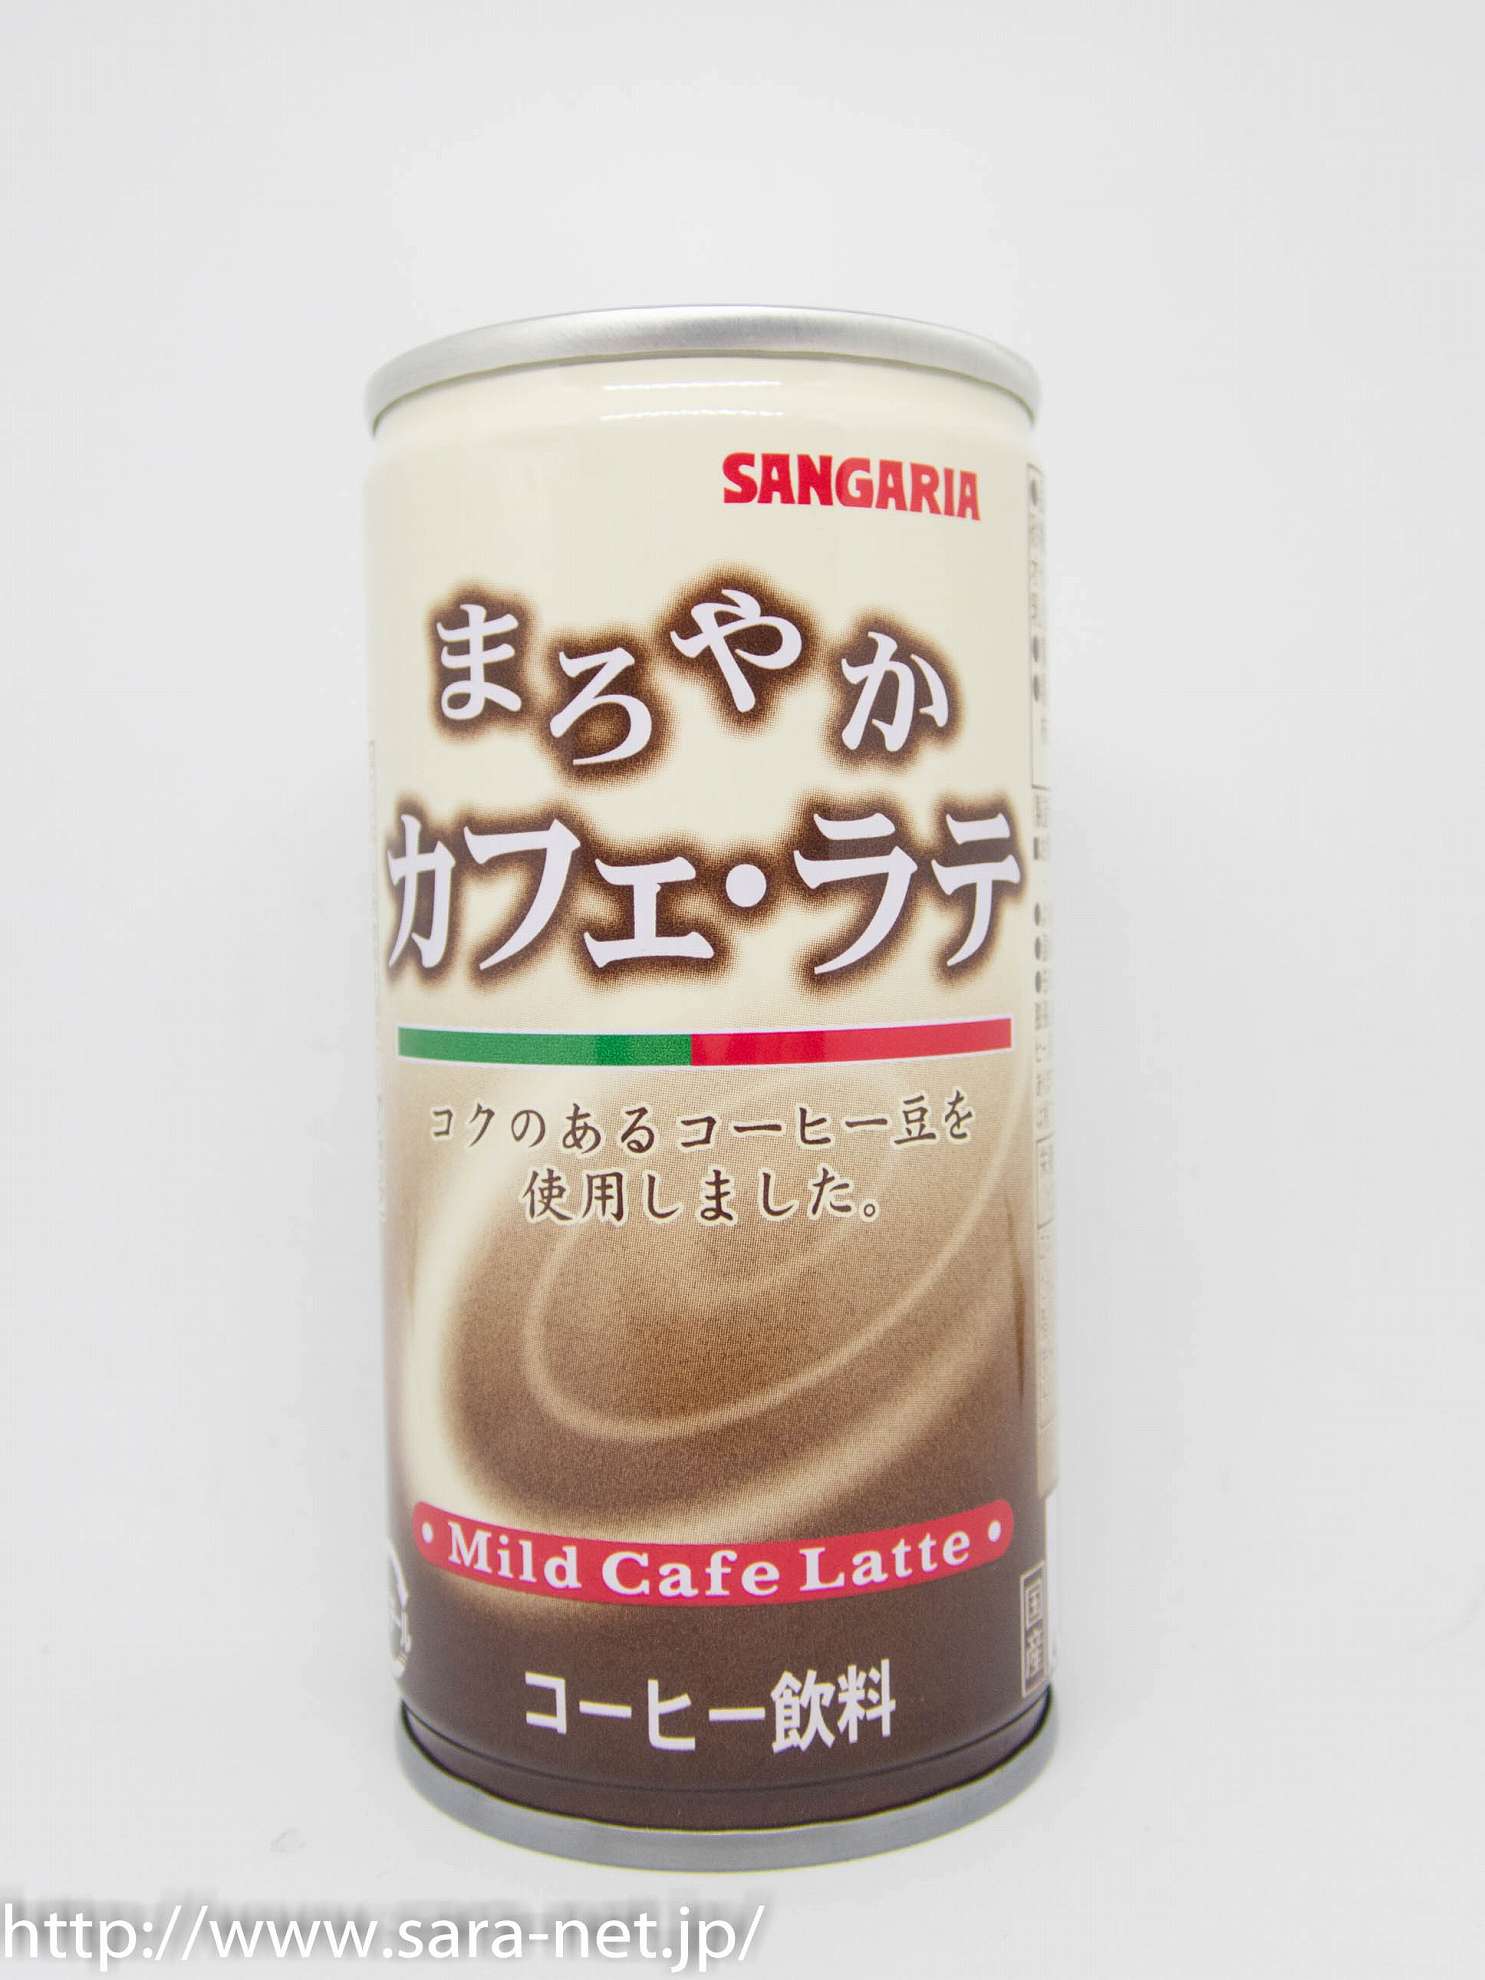 SANGARIA
まろやか
カフェ・ラテ
コクのあるコーヒー豆を
使用しました。
・Mild Cafe Latte・
コーヒー飲料
国産
http://www.sara-net.jp/